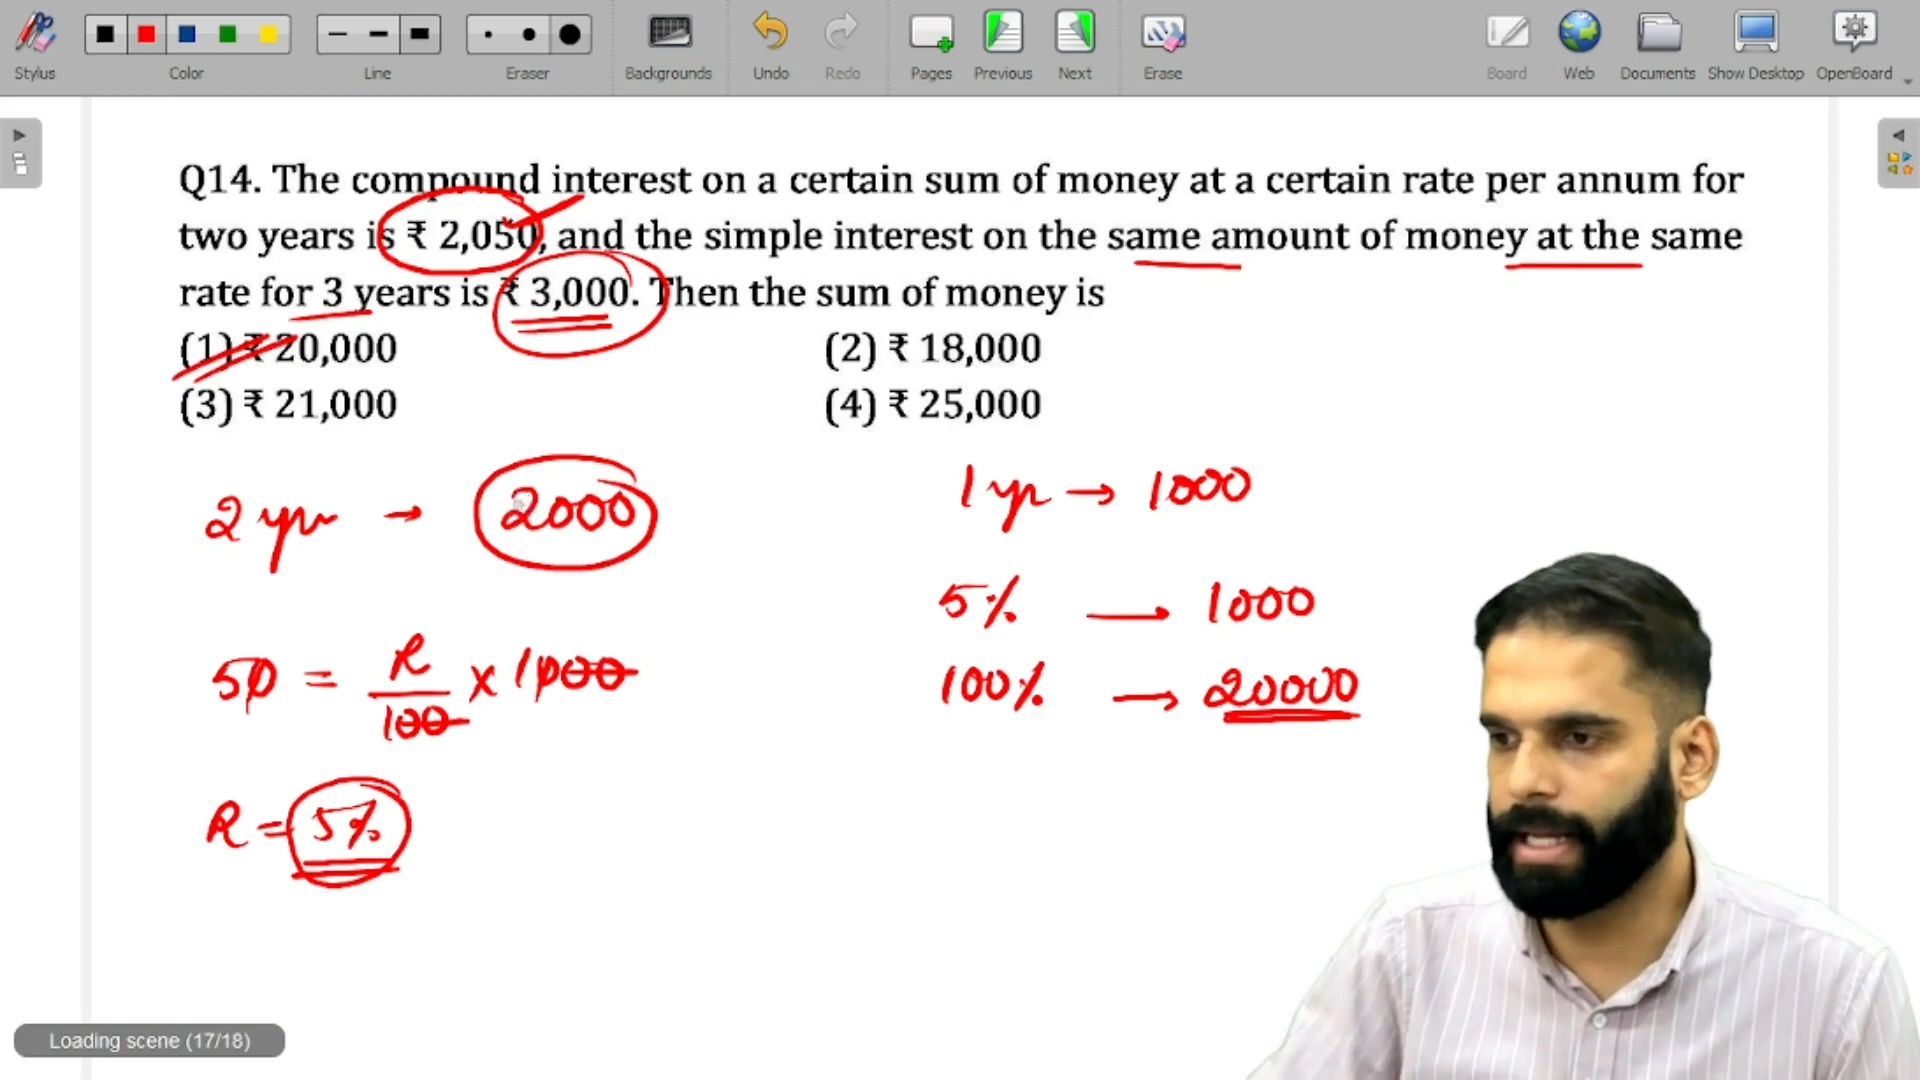 Stylus
Color
Line
Eraser
Backgrounds
Undo
Redo
Pages
Previous
Next
Erase
Board
Web
Documents
Show Desktop
OpenBoard
Q14. The compound interest on a certain sum of money at a certain rate per annum for
two years is ₹ 2,050, and the simple interest on the same amount of money at the same
rate for 3 years is ₹ 3,000. Then the sum of money is
(1) ₹ 20,000
(2) ₹ 18,000
(3) ₹ 21,000
(4) ₹ 25,000
2 yr → 2000
1 yr → 1000
5% → 1000
50 = R/100 × 1000
100% → 20000
R = 5%
Loading scene (17/18)